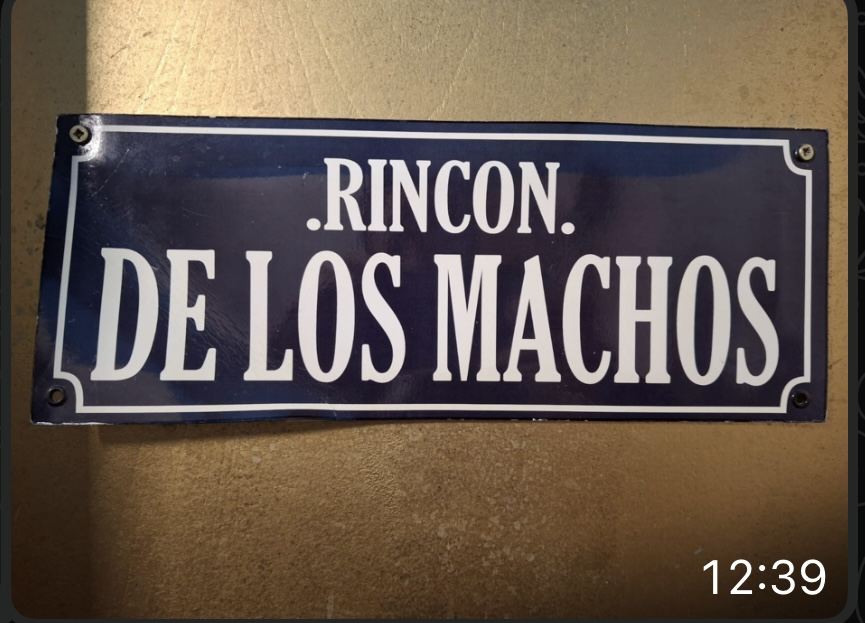 .RINCON.
DE LOS MACHOS
12:39